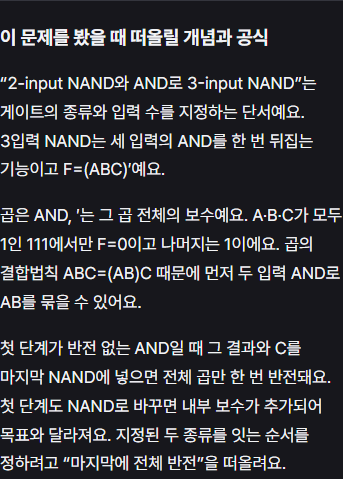 이 문제를 봤을 때 떠올릴 개념과 공식
“2-input NAND와 AND로 3-input NAND”는
게이트의 종류와 입력 수를 지정하는 단서예요.
3입력 NAND는 세 입력의 AND를 한 번 뒤집는
기능이고 F=(ABC)′예요.
곱은 AND, ′는 그 곱 전체의 보수예요. A·B·C가 모두
1인 111에서만 F=0이고 나머지는 1이에요. 곱의
결합법칙 ABC=(AB)C 때문에 먼저 두 입력 AND로
AB를 묶을 수 있어요.
첫 단계가 반전 없는 AND일 때 그 결과와 C를
마지막 NAND에 넣으면 전체 곱만 한 번 반전돼요.
첫 단계도 NAND로 바꾸면 내부 보수가 추가되어
목표와 달라져요. 지정된 두 종류를 잇는 순서를
정하려고 “마지막에 전체 반전”을 떠올려요.